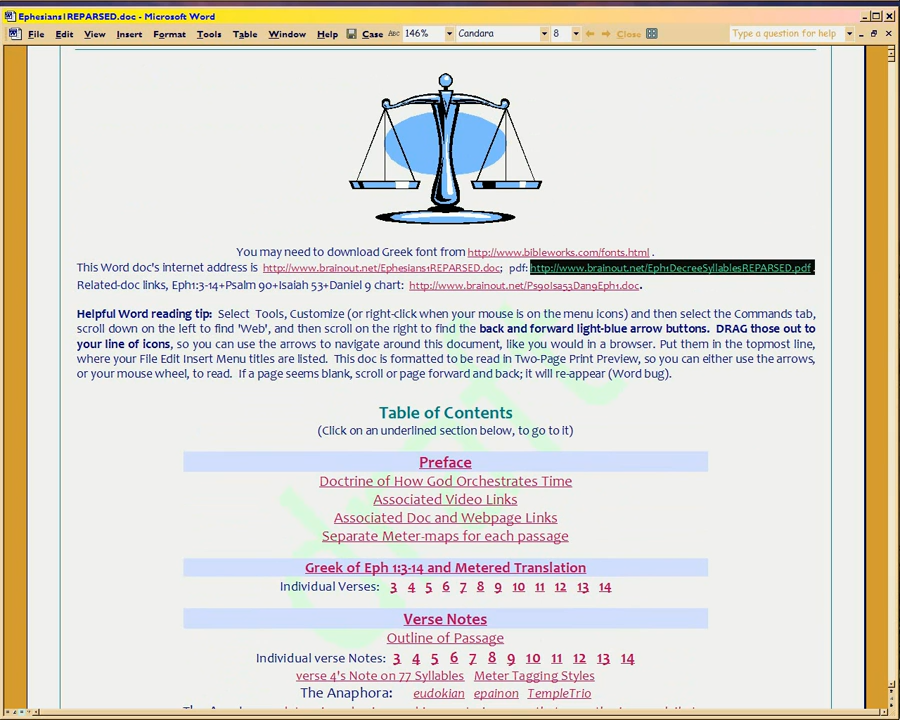 Ephesians1REPARSED.doc - Microsoft Word
File Edit View Insert Format Tools Table Window Help Case ABC 146% Candara 8 Close Type a question for help
You may need to download Greek font from http://www.bibleworks.com/fonts.html .
This Word doc's internet address is http://www.brainout.net/Ephesians1REPARSED.doc; pdf: http://www.brainout.net/Eph1DecreeSyllablesREPARSED.pdf .
Related-doc links, Eph1:3-14+Psalm 90+Isaiah 53+Daniel 9 chart: http://www.brainout.net/Ps90Isa53Dan9Eph1.doc.
Helpful Word reading tip: Select Tools, Customize (or right-click when your mouse is on the menu icons) and then select the Commands tab,
scroll down on the left to find 'Web', and then scroll on the right to find the back and forward light-blue arrow buttons. DRAG those out to
your line of icons, so you can use the arrows to navigate around this document, like you would in a browser. Put them in the topmost line,
where your File Edit Insert Menu titles are listed. This doc is formatted to be read in Two-Page Print Preview, so you can either use the arrows,
or your mouse wheel, to read. If a page seems blank, scroll or page forward and back; it will re-appear (Word bug).
Table of Contents
(Click on an underlined section below, to go to it)
Preface
Doctrine of How God Orchestrates Time
Associated Video Links
Associated Doc and Webpage Links
Separate Meter-maps for each passage
Greek of Eph 1:3-14 and Metered Translation
Individual Verses: 3 4 5 6 7 8 9 10 11 12 13 14
Verse Notes
Outline of Passage
Individual verse Notes: 3 4 5 6 7 8 9 10 11 12 13 14
verse 4's Note on 77 Syllables Meter Tagging Styles
The Anaphora: eudokian epainon TempleTrio